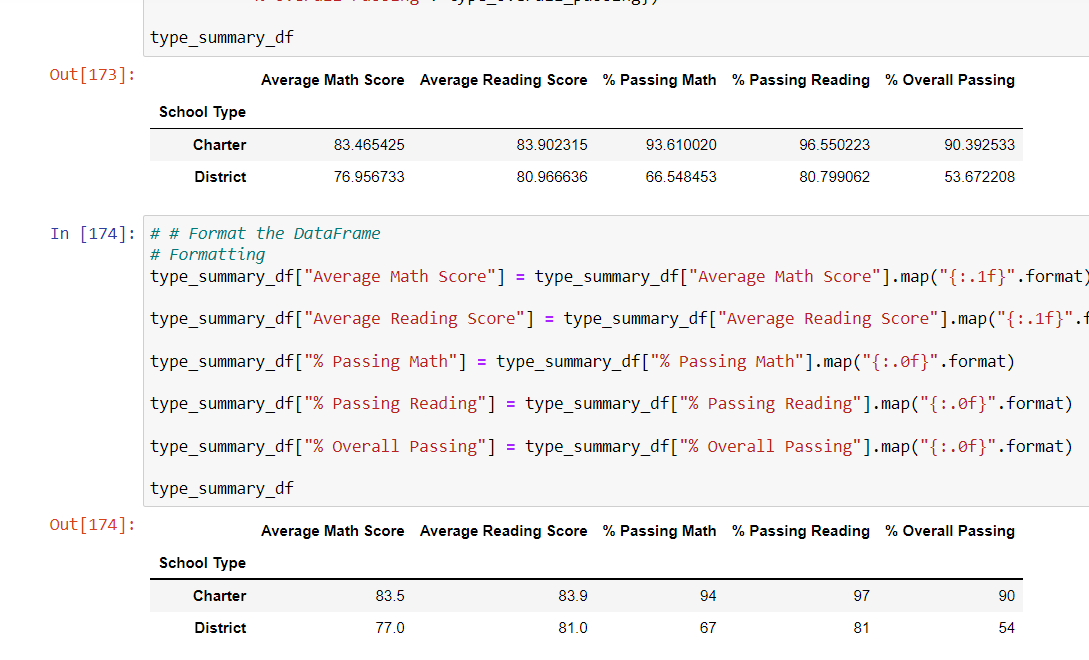 type_summary_df
Out[173]:
Average Math Score Average Reading Score % Passing Math % Passing Reading % Overall Passing
School Type
Charter 83.465425 83.902315 93.610020 96.550223 90.392533
District 76.956733 80.966636 66.548453 80.799062 53.672208
In [174]:
# # Format the DataFrame
# Formatting
type_summary_df["Average Math Score"] = type_summary_df["Average Math Score"].map("{:.1f}".format)
type_summary_df["Average Reading Score"] = type_summary_df["Average Reading Score"].map("{:.1f}".f
type_summary_df["% Passing Math"] = type_summary_df["% Passing Math"].map("{:.0f}".format)
type_summary_df["% Passing Reading"] = type_summary_df["% Passing Reading"].map("{:.0f}".format)
type_summary_df["% Overall Passing"] = type_summary_df["% Overall Passing"].map("{:.0f}".format)
type_summary_df
Out[174]:
Average Math Score Average Reading Score % Passing Math % Passing Reading % Overall Passing
School Type
Charter 83.5 83.9 94 97 90
District 77.0 81.0 67 81 54